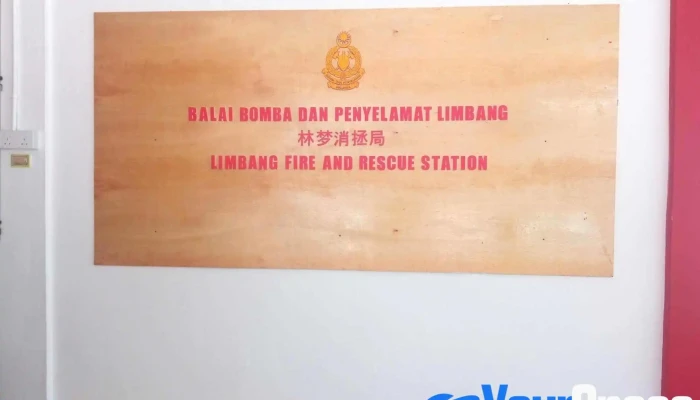 BALAI BOMBA DAN PENYELAMAT LIMBANG
林梦消拯局
LIMBANG FIRE AND RESCUE STATION